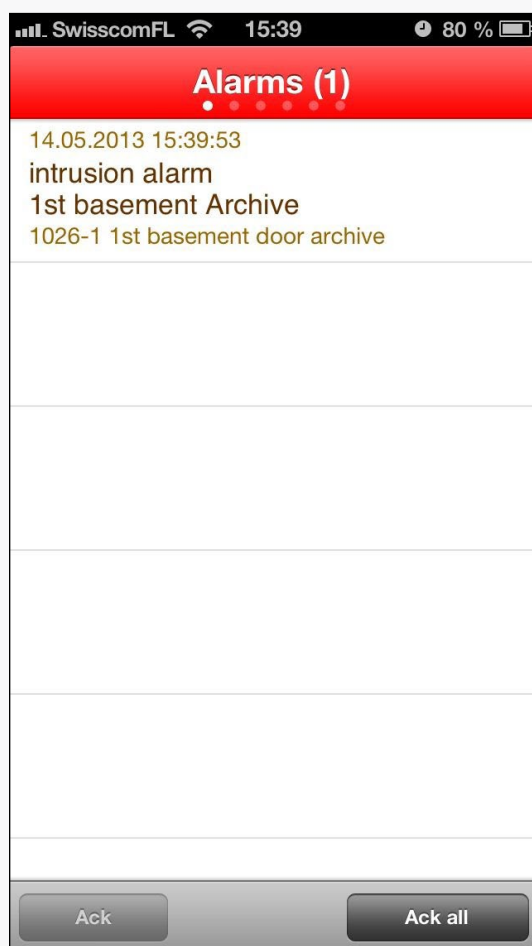 SwisscomFL 15:39 80 %
Alarms (1)
14.05.2013 15:39:53
intrusion alarm
1st basement Archive
1026-1 1st basement door archive
Ack Ack all